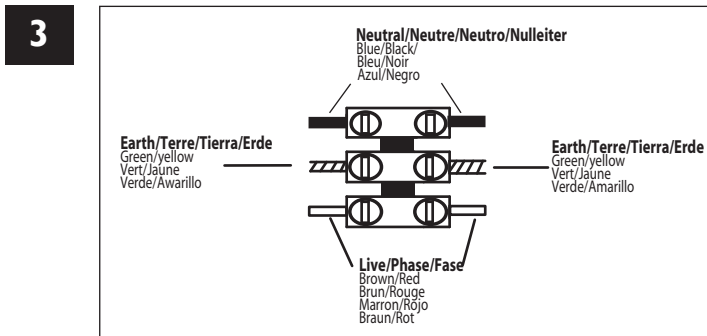 3
Neutral/Neutre/Neutro/Nulleiter
Blue/Black/
Bleu/Noir
Azul/Negro
Earth/Terre/Tierra/Erde
Green/yellow
Vert/Jaune
Verde/Awarillo
Earth/Terre/Tierra/Erde
Green/yellow
Vert/Jaune
Verde/Amarillo
Live/Phase/Fase
Brown/Red
Brun/Rouge
Marron/Rojo
Braun/Rot